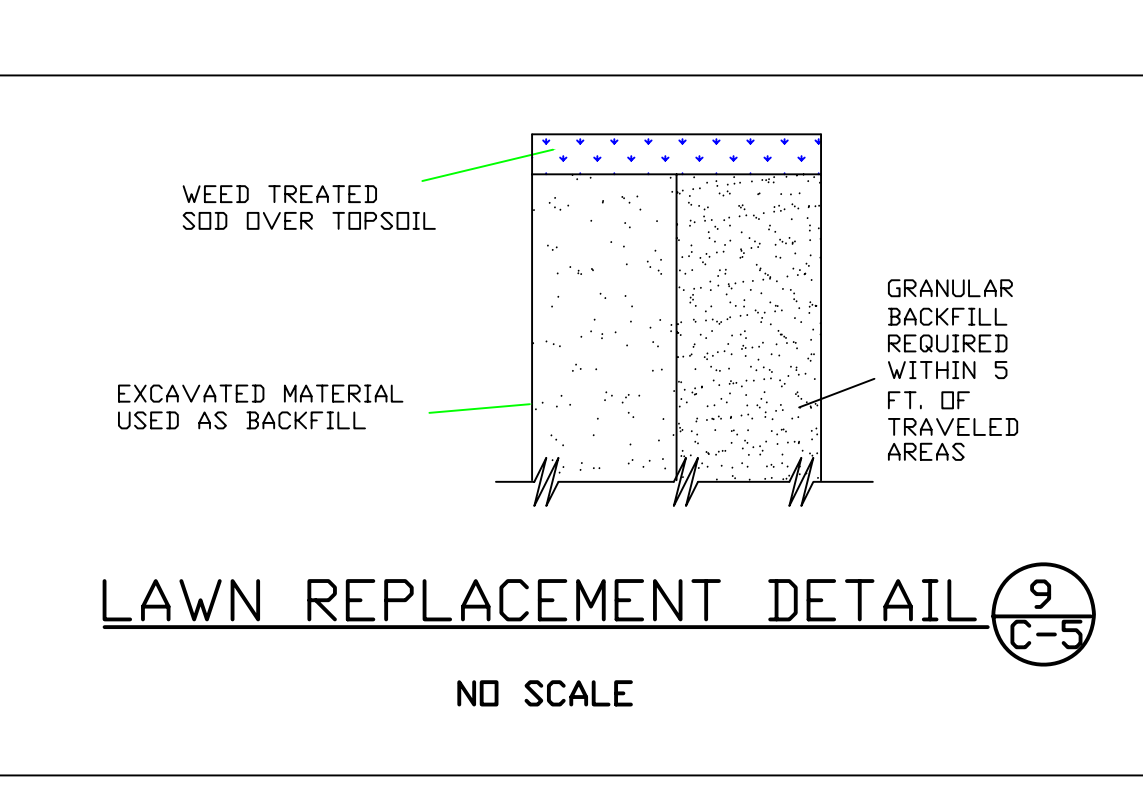 WEED TREATED
SOD OVER TOPSOIL
EXCAVATED MATERIAL
USED AS BACKFILL
GRANULAR
BACKFILL
REQUIRED
WITHIN 5
FT. OF
TRAVELED
AREAS
LAWN REPLACEMENT DETAIL
9
C-5
NO SCALE